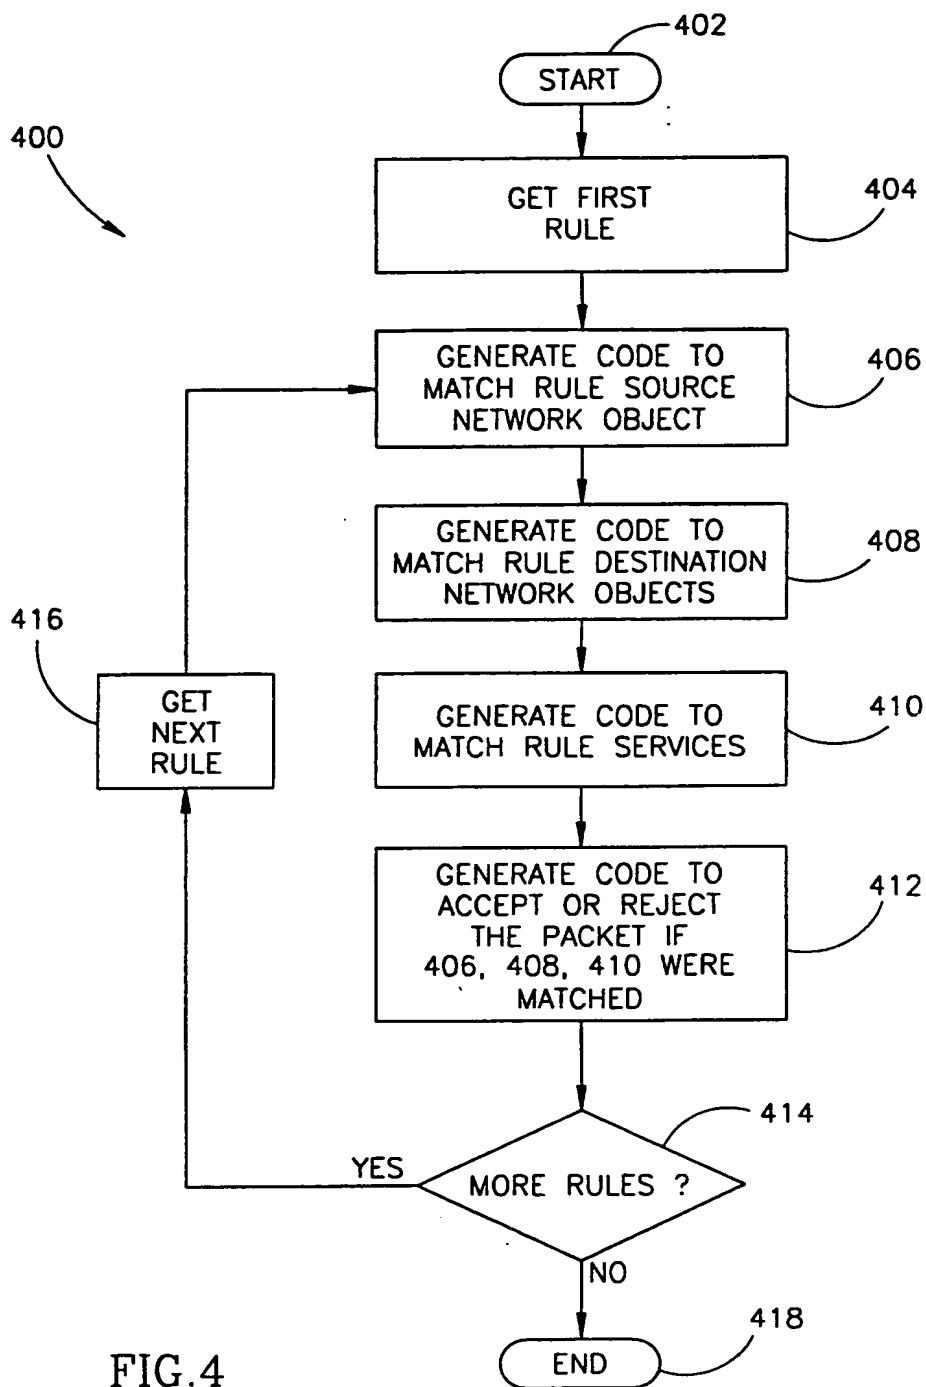 402
START
400
GET FIRST
RULE
404
GENERATE CODE TO
MATCH RULE SOURCE
NETWORK OBJECT
406
GENERATE CODE TO
MATCH RULE DESTINATION
NETWORK OBJECTS
408
416
GET
NEXT
RULE
GENERATE CODE TO
MATCH RULE SERVICES
410
GENERATE CODE TO
ACCEPT OR REJECT
THE PACKET IF
406, 408, 410 WERE
MATCHED
412
414
YES
MORE RULES ?
NO
END
418
FIG.4